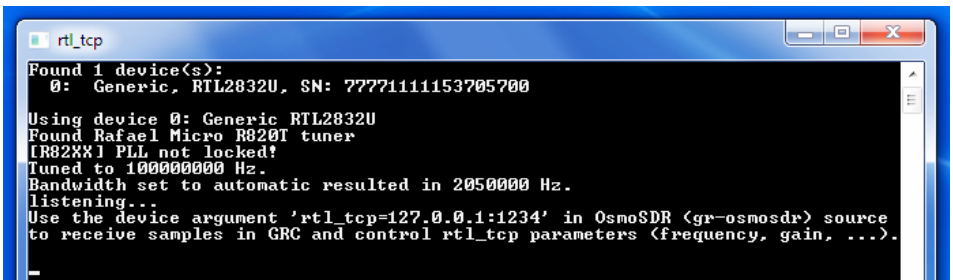 rtl_tcp
Found 1 device(s):
0: Generic, RTL2832U, SN: 77771111153705700
Using device 0: Generic RTL2832U
Found Rafael Micro R820T tuner
[R82XX] PLL not locked!
Tuned to 100000000 Hz.
Bandwidth set to automatic resulted in 2050000 Hz.
listening...
Use the device argument 'rtl_tcp=127.0.0.1:1234' in OsmoSDR (gr-osmosdr) source
to receive samples in GRC and control rtl_tcp parameters (frequency, gain, ...).